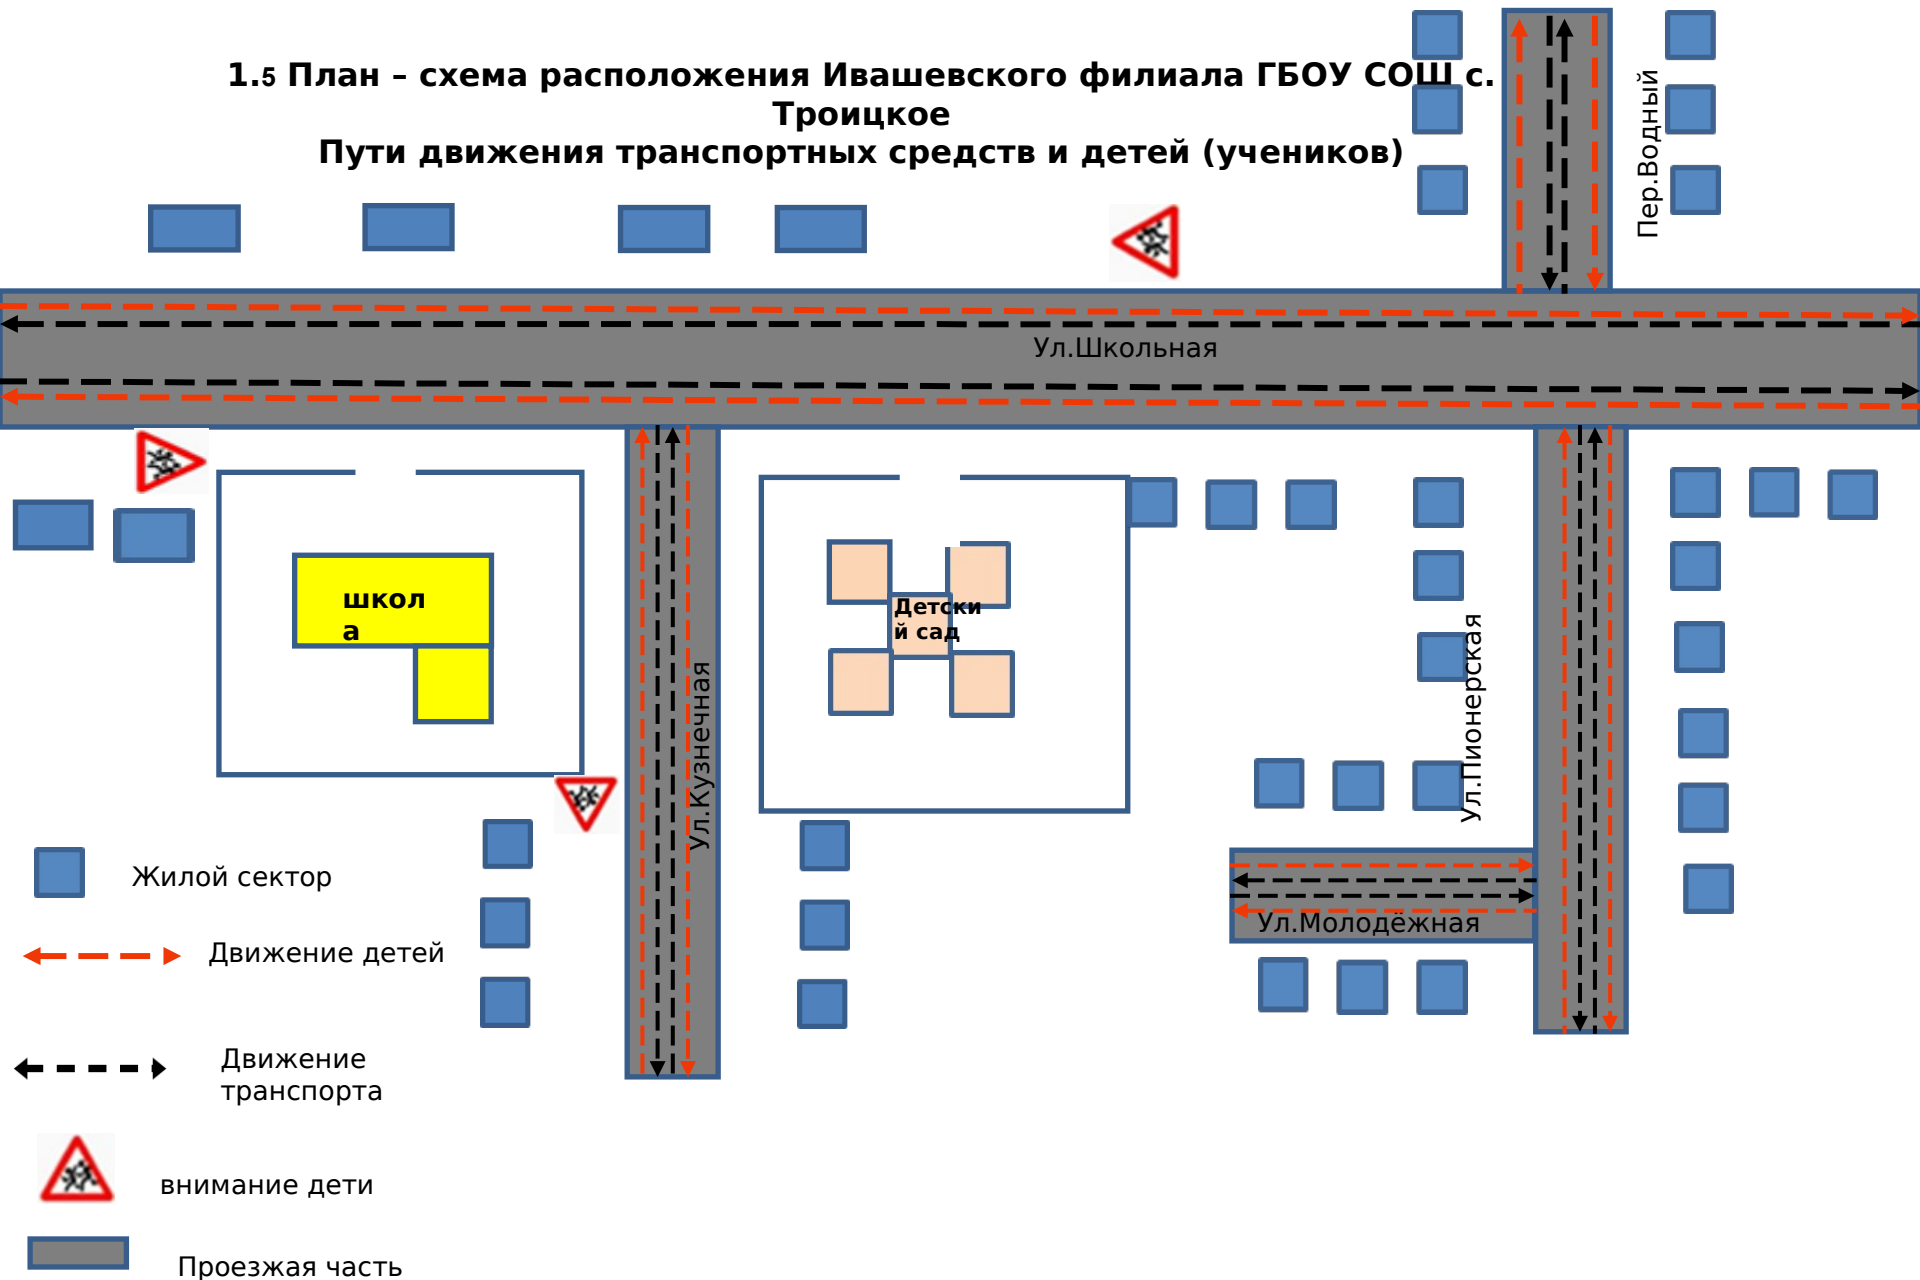 1.5 План – схема расположения Ивашевского филиала ГБОУ СОШ с.
Троицкое
Пути движения транспортных средств и детей (учеников)
Пер.Водный
Ул.Школьная
школ
а
Детски
й сад
Ул.Кузнечная
Ул.Пионерская
Ул.Молодёжная
Жилой сектор
Движение детей
Движение
транспорта
внимание дети
Проезжая часть